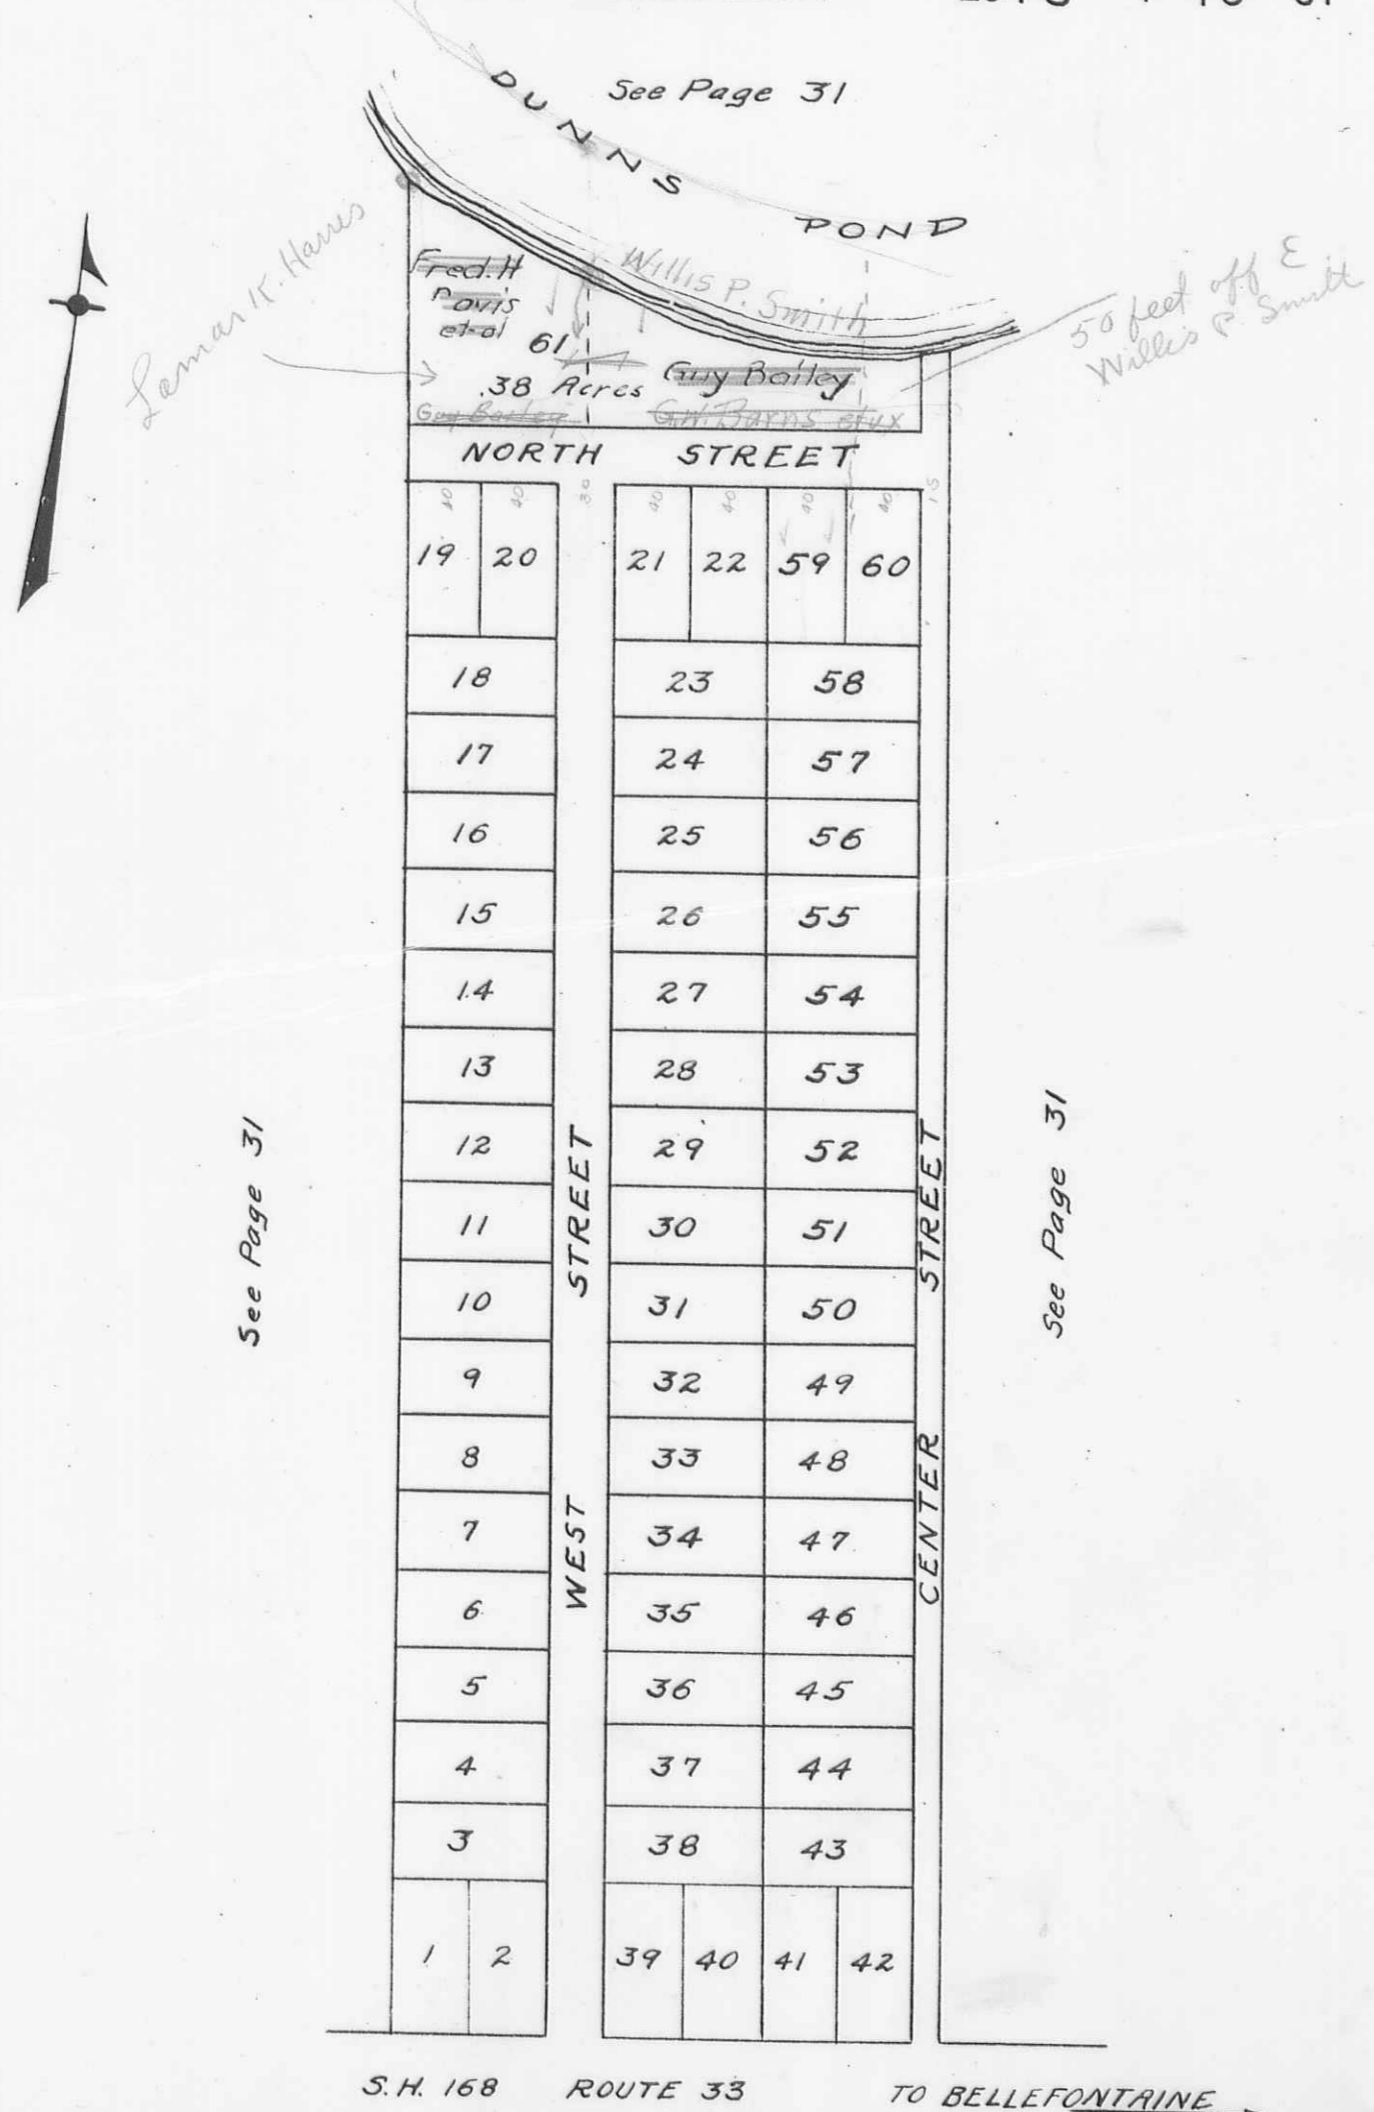 See Page 31
DUNNS POND
Lamar K. Harris
Fred. H
Davis
et-al
Willis P. Smith
50 feet off E
Willis P. Smith
61
.38 Acres
Guy Bailey
Guy Bailey
G.W. Barns etux
NORTH STREET
40 40 30 40 40 40 40 15
19 20 21 22 59 60
18 23 58
17 24 57
16 25 56
15 26 55
14 27 54
13 28 53
12 29 52
11 30 51
10 31 50
9 32 49
8 33 48
7 34 47
6 35 46
5 36 45
4 37 44
3 38 43
1 2 39 40 41 42
See Page 31
WEST STREET
CENTER STREET
See Page 31
S.H. 168 ROUTE 33 TO BELLEFONTAINE